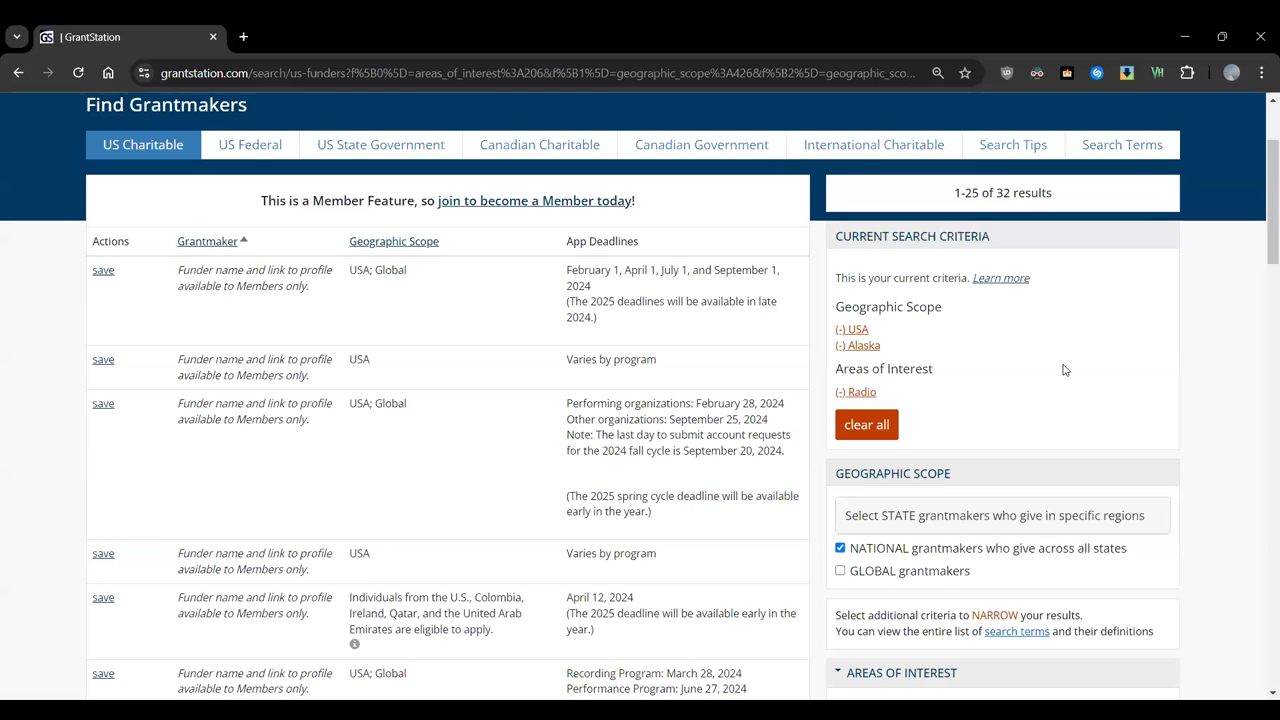 | GrantStation
grantstation.com/search/us-funders?f%5B0%5D=areas_of_interest%3A206&f%5B1%5D=geographic_scope%3A426&f%5B2%5D=geographic_sco...
Find Grantmakers
US Charitable
US Federal
US State Government
Canadian Charitable
Canadian Government
International Charitable
Search Tips
Search Terms
This is a Member Feature, so join to become a Member today!
Actions
Grantmaker
Geographic Scope
App Deadlines
save
Funder name and link to profile
available to Members only.
USA; Global
February 1, April 1, July 1, and September 1,
2024
(The 2025 deadlines will be available in late
2024.)
save
Funder name and link to profile
available to Members only.
USA
Varies by program
save
Funder name and link to profile
available to Members only.
USA; Global
Performing organizations: February 28, 2024
Other organizations: September 25, 2024
Note: The last day to submit account requests
for the 2024 fall cycle is September 20, 2024.
(The 2025 spring cycle deadline will be available
early in the year.)
save
Funder name and link to profile
available to Members only.
USA
Varies by program
save
Funder name and link to profile
available to Members only.
Individuals from the U.S., Colombia,
Ireland, Qatar, and the United Arab
Emirates are eligible to apply.
April 12, 2024
(The 2025 deadline will be available early in the
year.)
save
Funder name and link to profile
available to Members only.
USA; Global
Recording Program: March 28, 2024
Performance Program: June 27, 2024
1-25 of 32 results
CURRENT SEARCH CRITERIA
This is your current criteria. Learn more
Geographic Scope
(-) USA
(-) Alaska
Areas of Interest
(-) Radio
clear all
GEOGRAPHIC SCOPE
Select STATE grantmakers who give in specific regions
NATIONAL grantmakers who give across all states
GLOBAL grantmakers
Select additional criteria to NARROW your results.
You can view the entire list of search terms and their definitions
AREAS OF INTEREST